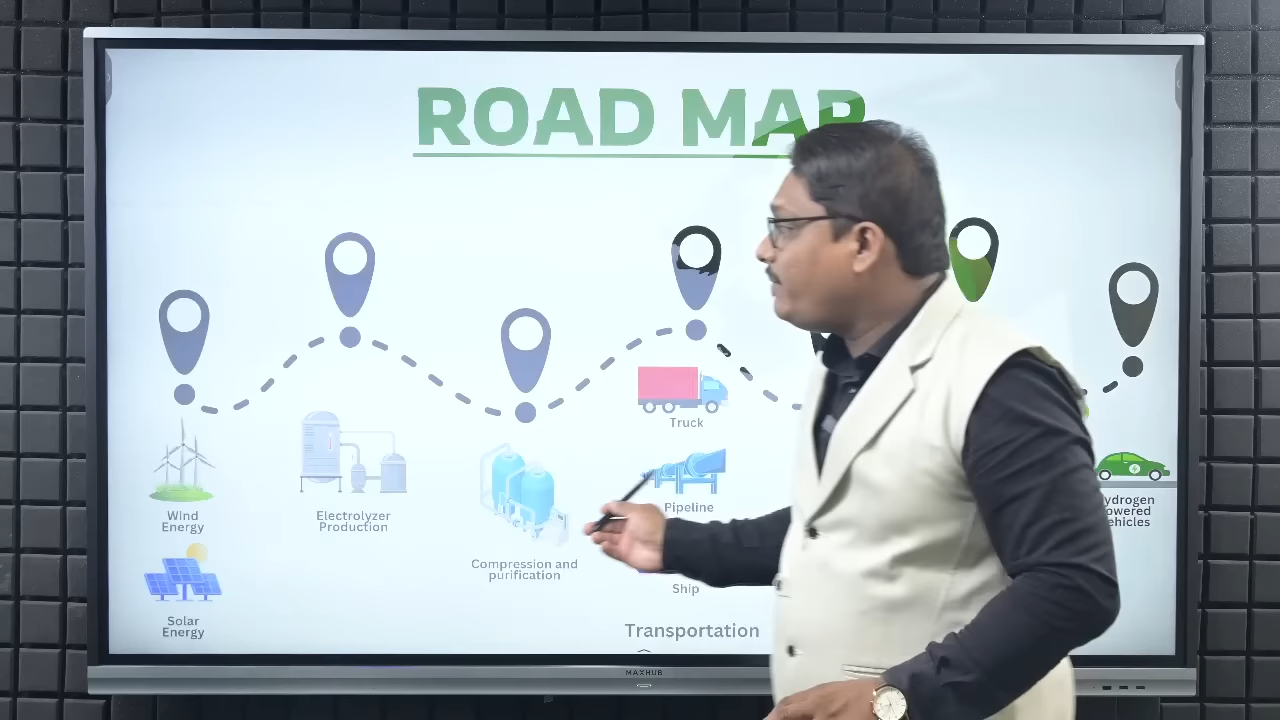 ROAD MAP
Truck
Pipeline
Wind
Energy
Electrolyzer
Production
Compression and
purification
Ship
Solar
Energy
Transportation
MAXHUB